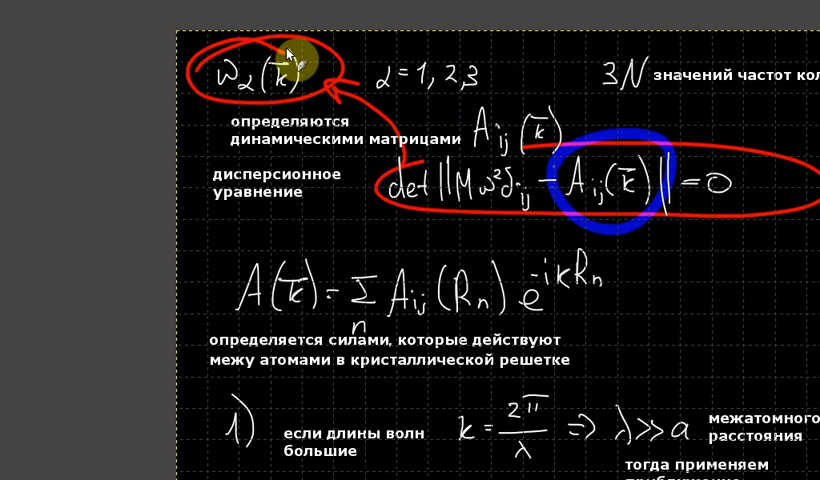 ω₂(k̄) α = 1, 2,3 3N значений частот кол
определяются
динамическими матрицами A_ij(k̄)
дисперсионное
уравнение
det ||Mω²δ_ij − A_ij(k̄)|| = 0
A(k̄) = Σ_n A_ij(R_n) e^{-ikR_n}
определяется силами, которые действуют
межу атомами в кристаллической решетке
1) если длины волн
большие
k = 2π/λ ⇒ λ >> a
межатомного
расстояния
тогда применяем